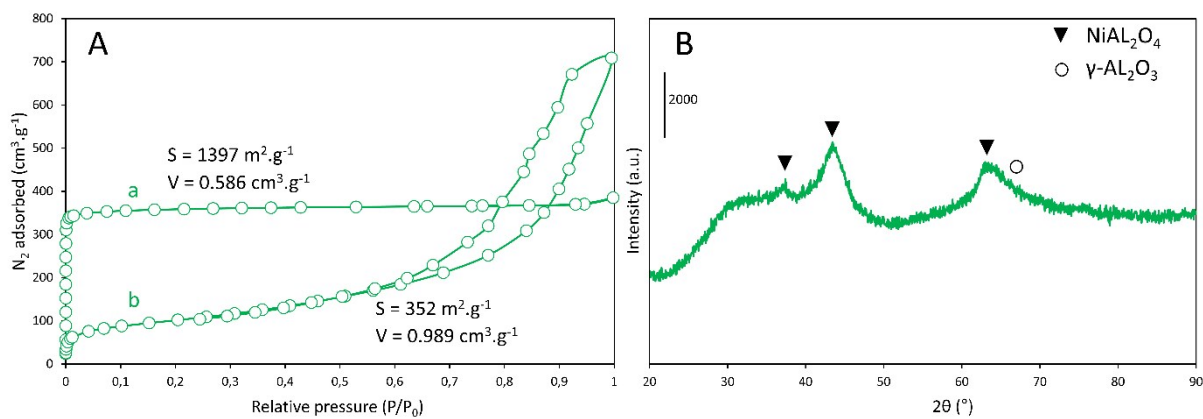 A
N2 adsorbed (cm3.g-1)
800
700
600
500
400
300
200
100
0
S = 1397 m2.g-1
V = 0.586 cm3.g-1
a
b
S = 352 m2.g-1
V = 0.989 cm3.g-1
0 0,1 0,2 0,3 0,4 0,5 0,6 0,7 0,8 0,9 1
Relative pressure (P/P0)
B
NiAL2O4
γ-AL2O3
2000
Intensity (a.u.)
20 30 40 50 60 70 80 90
2θ (°)